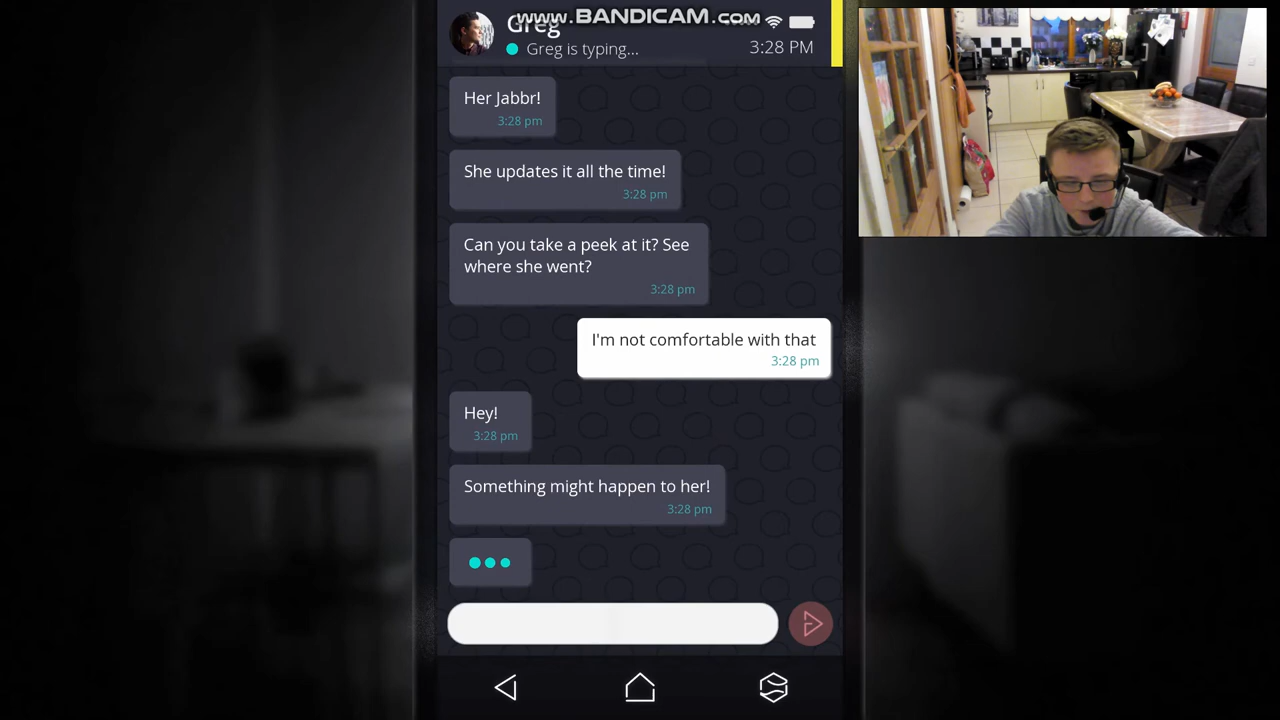 www.BANDICAM.COM
Greg
Greg is typing...
3:28 PM
Her Jabbr!
3:28 pm
She updates it all the time!
3:28 pm
Can you take a peek at it? See
where she went?
3:28 pm
I'm not comfortable with that
3:28 pm
Hey!
3:28 pm
Something might happen to her!
3:28 pm